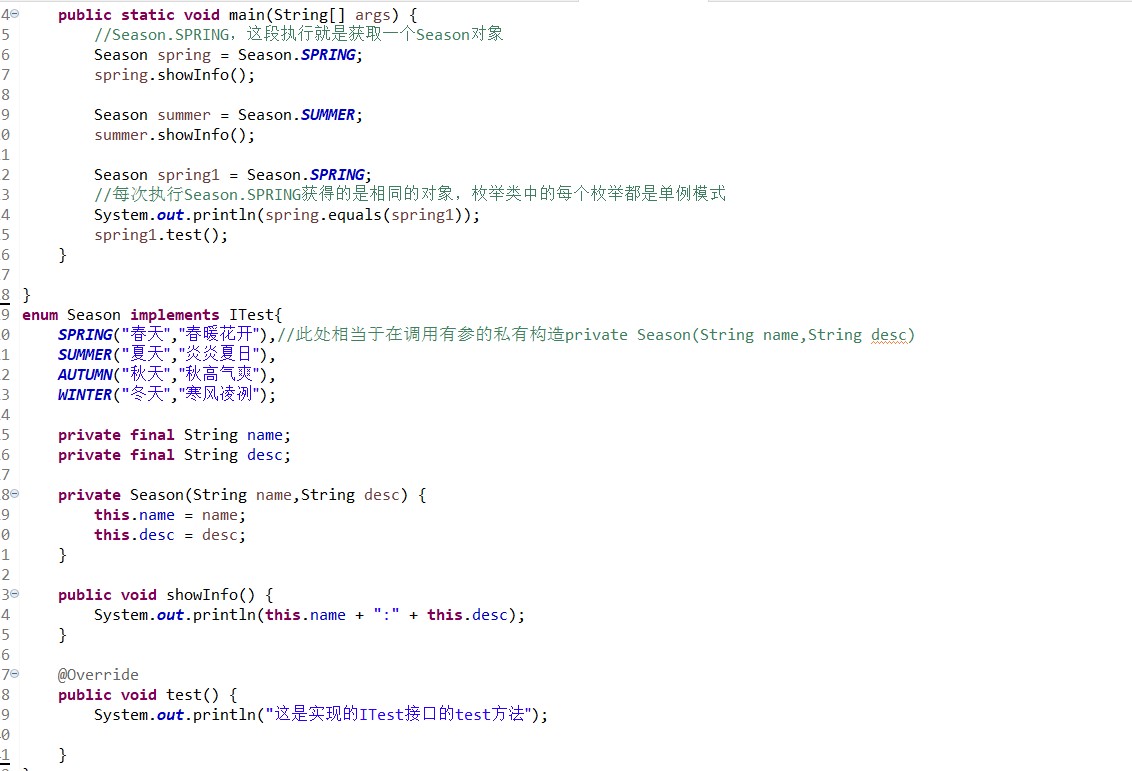 4    public static void main(String[] args) {
5        //Season.SPRING，这段执行就是获取一个Season对象
6        Season spring = Season.SPRING;
7        spring.showInfo();
8
9        Season summer = Season.SUMMER;
0        summer.showInfo();
1
2        Season spring1 = Season.SPRING;
3        //每次执行Season.SPRING获得的是相同的对象，枚举类中的每个枚举都是单例模式
4        System.out.println(spring.equals(spring1));
5        spring1.test();
6    }
7
8 }
9 enum Season implements ITest{
0    SPRING("春天","春暖花开"),//此处相当于在调用有参的私有构造private Season(String name,String desc)
1    SUMMER("夏天","炎炎夏日"),
2    AUTUMN("秋天","秋高气爽"),
3    WINTER("冬天","寒风凌冽");
4
5    private final String name;
6    private final String desc;
7
8    private Season(String name,String desc) {
9        this.name = name;
0        this.desc = desc;
1    }
2
3    public void showInfo() {
4        System.out.println(this.name + ":" + this.desc);
5    }
6
7    @Override
8    public void test() {
9        System.out.println("这是实现的ITest接口的test方法");
0
1    }